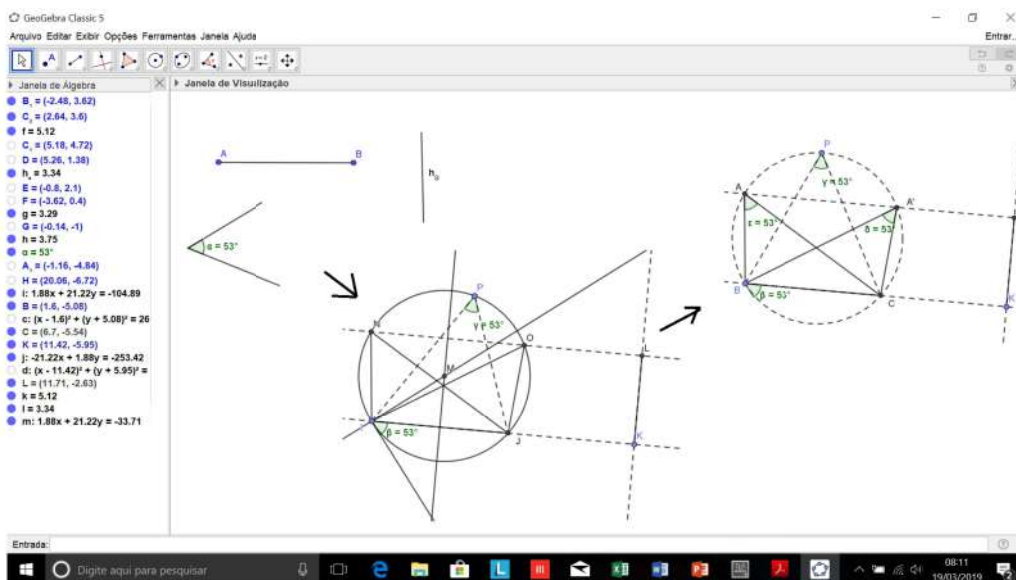 GeoGebra Classic 5
Arquivo Editar Exibir Opções Ferramentas Janela Ajuda
Entrar...
Janela de Álgebra
Janela de Visualização
B₁ = (-2.48, 3.62)
C₂ = (2.64, 3.6)
f = 5.12
C₁ = (5.18, 4.72)
D = (5.26, 1.38)
hₐ = 3.34
E = (-0.8, 2.1)
F = (-3.62, 0.4)
g = 3.29
G = (-0.14, -1)
h = 3.75
α = 53°
A₁ = (-1.16, -4.84)
H = (20.06, -6.72)
i: 1.88x + 21.22y = -104.89
B = (1.6, -5.08)
c: (x - 1.6)² + (y + 5.08)² = 26
C = (6.7, -5.54)
K = (11.42, -5.95)
j: -21.22x + 1.88y = -253.42
d: (x - 11.42)² + (y + 5.95)² =
L = (11.71, -2.63)
k = 5.12
l = 3.34
m: 1.88x + 21.22y = -33.71
A
B
hₐ
α = 53°
P
γ = 53°
N
O
M
L
β = 53°
J
K
P
γ = 53°
A
A'
ε = 53°
δ = 53°
B
β = 53°
C
K
Entrada:
Digite aqui para pesquisar
08:11
19/03/2019